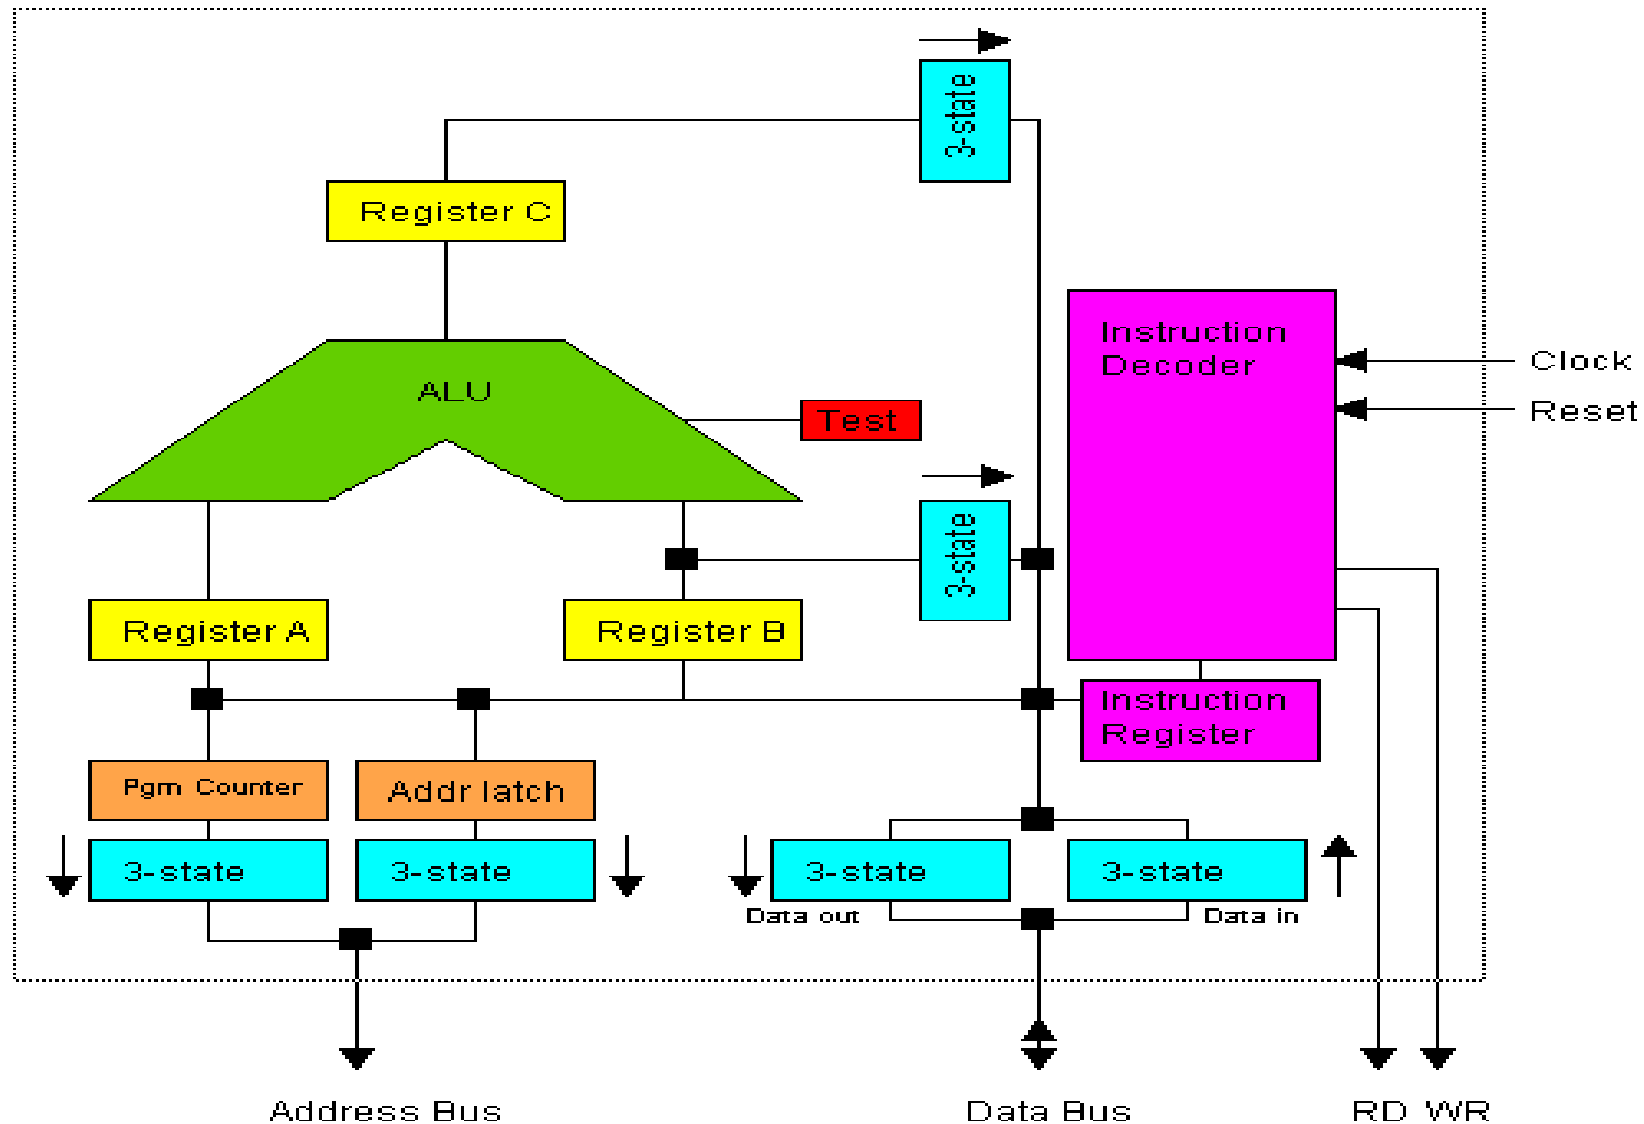 3-state
Register C
Instruction
Decoder
Clock
ALU
Reset
Test
3-state
Register A
Register B
Instruction
Register
Pgm Counter
Addr latch
3-state
3-state
3-state
3-state
Data out
Data in
Address Bus
Data Bus
RD WR